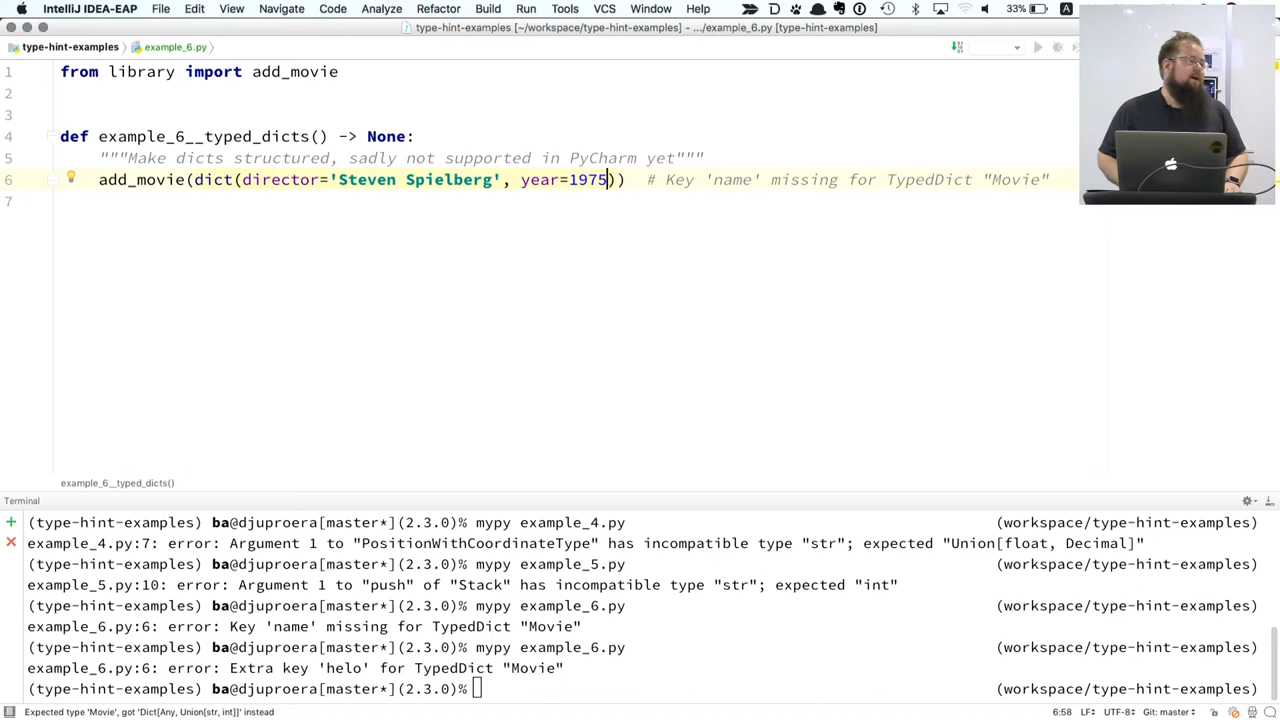 IntelliJ IDEA-EAP File Edit View Navigate Code Analyze Refactor Build Run Tools VCS Window Help 33% A
type-hint-examples [~/workspace/type-hint-examples] - .../example_6.py [type-hint-examples]
type-hint-examples example_6.py
1 from library import add_movie
2
3
4 def example_6__typed_dicts() -> None:
5 """Make dicts structured, sadly not supported in PyCharm yet"""
6 add_movie(dict(director='Steven Spielberg', year=1975)) # Key 'name' missing for TypedDict "Movie"
7
example_6__typed_dicts()
Terminal
(type-hint-examples) ba@djuproera[master*](2.3.0)% mypy example_4.py (workspace/type-hint-examples)
example_4.py:7: error: Argument 1 to "PositionWithCoordinateType" has incompatible type "str"; expected "Union[float, Decimal]"
(type-hint-examples) ba@djuproera[master*](2.3.0)% mypy example_5.py (workspace/type-hint-examples)
example_5.py:10: error: Argument 1 to "push" of "Stack" has incompatible type "str"; expected "int"
(type-hint-examples) ba@djuproera[master*](2.3.0)% mypy example_6.py (workspace/type-hint-examples)
example_6.py:6: error: Key 'name' missing for TypedDict "Movie"
(type-hint-examples) ba@djuproera[master*](2.3.0)% mypy example_6.py (workspace/type-hint-examples)
example_6.py:6: error: Extra key 'helo' for TypedDict "Movie"
(type-hint-examples) ba@djuproera[master*](2.3.0)% (workspace/type-hint-examples)
Expected type 'Movie', got 'Dict[Any, Union[str, int]]' instead 6:58 LF UTF-8 Git: master